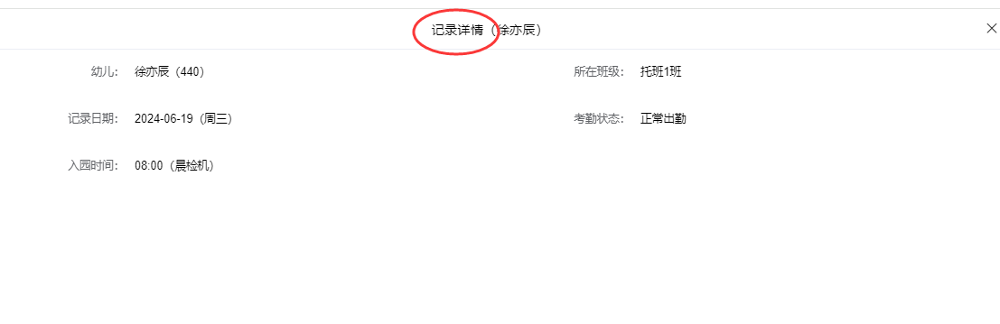 记录详情（徐亦辰）
幼儿： 徐亦辰（440） 所在班级： 托班1班
记录日期： 2024-06-19（周三） 考勤状态： 正常出勤
入园时间： 08:00（晨检机）